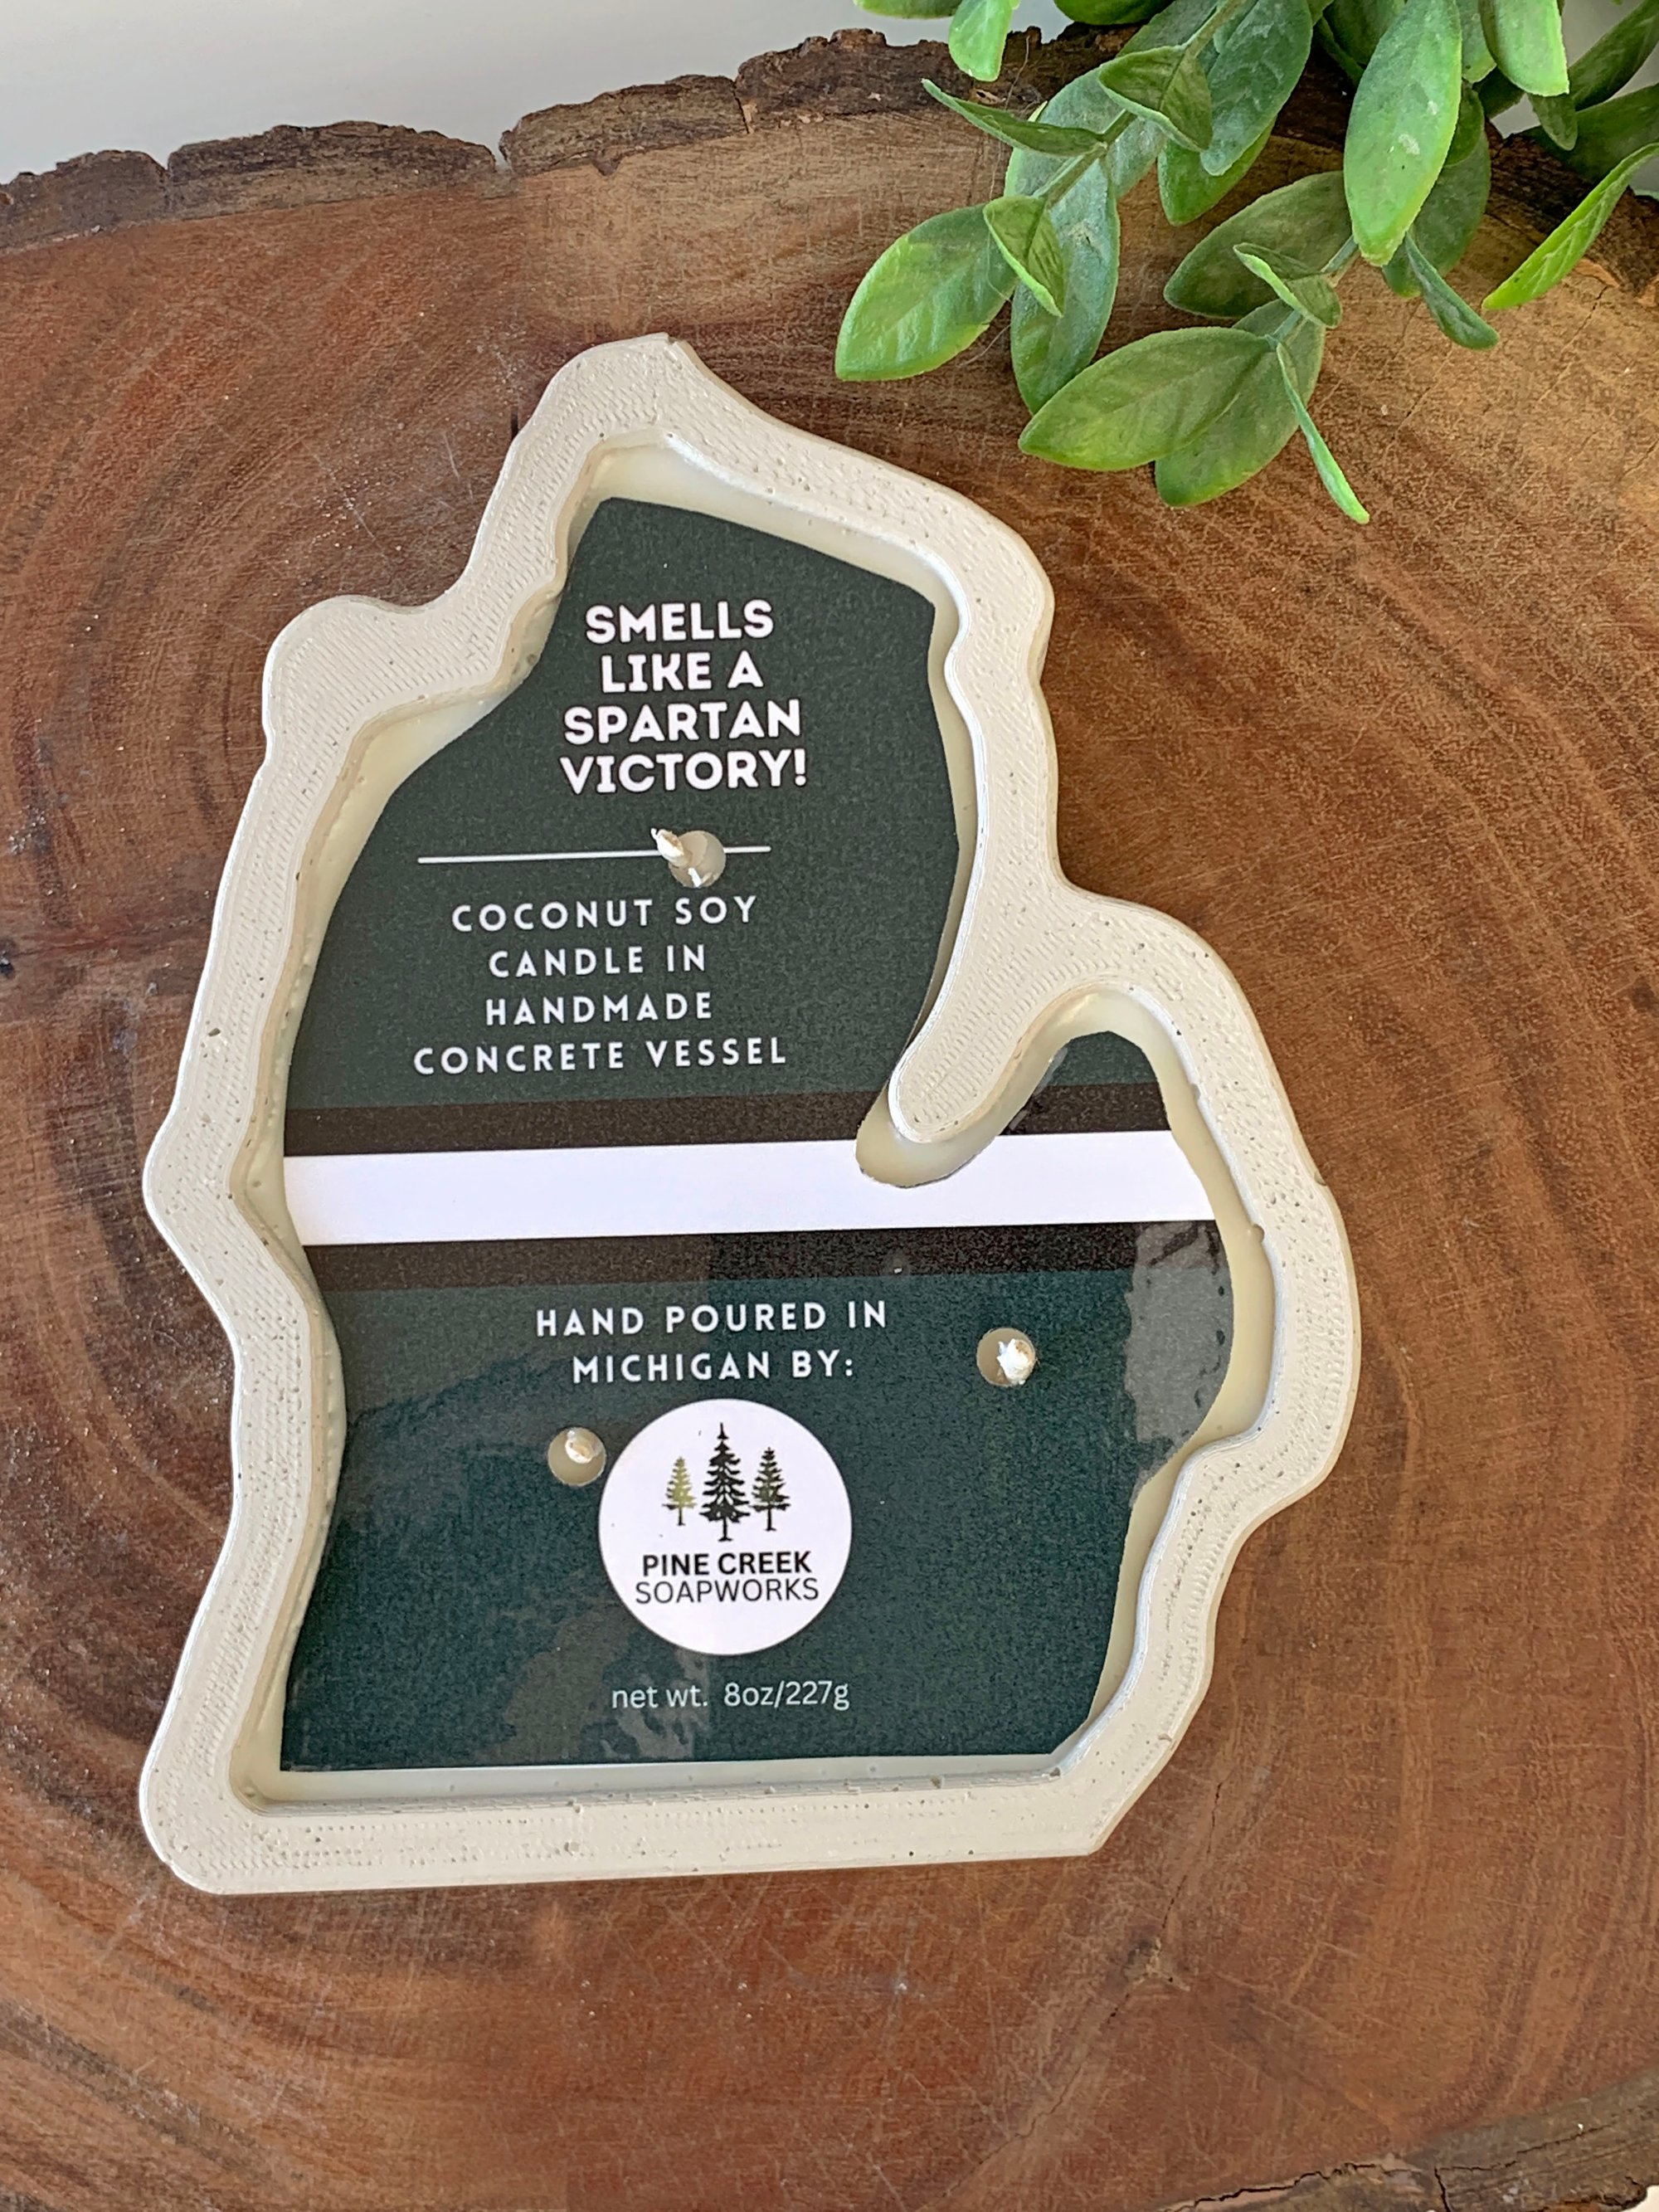 SMELLS
LIKE A
SPARTAN
VICTORY!
COCONUT SOY
CANDLE IN
HANDMADE
CONCRETE VESSEL
HAND POURED IN
MICHIGAN BY:
PINE CREEK
SOAPWORKS
net wt. 8oz/227g